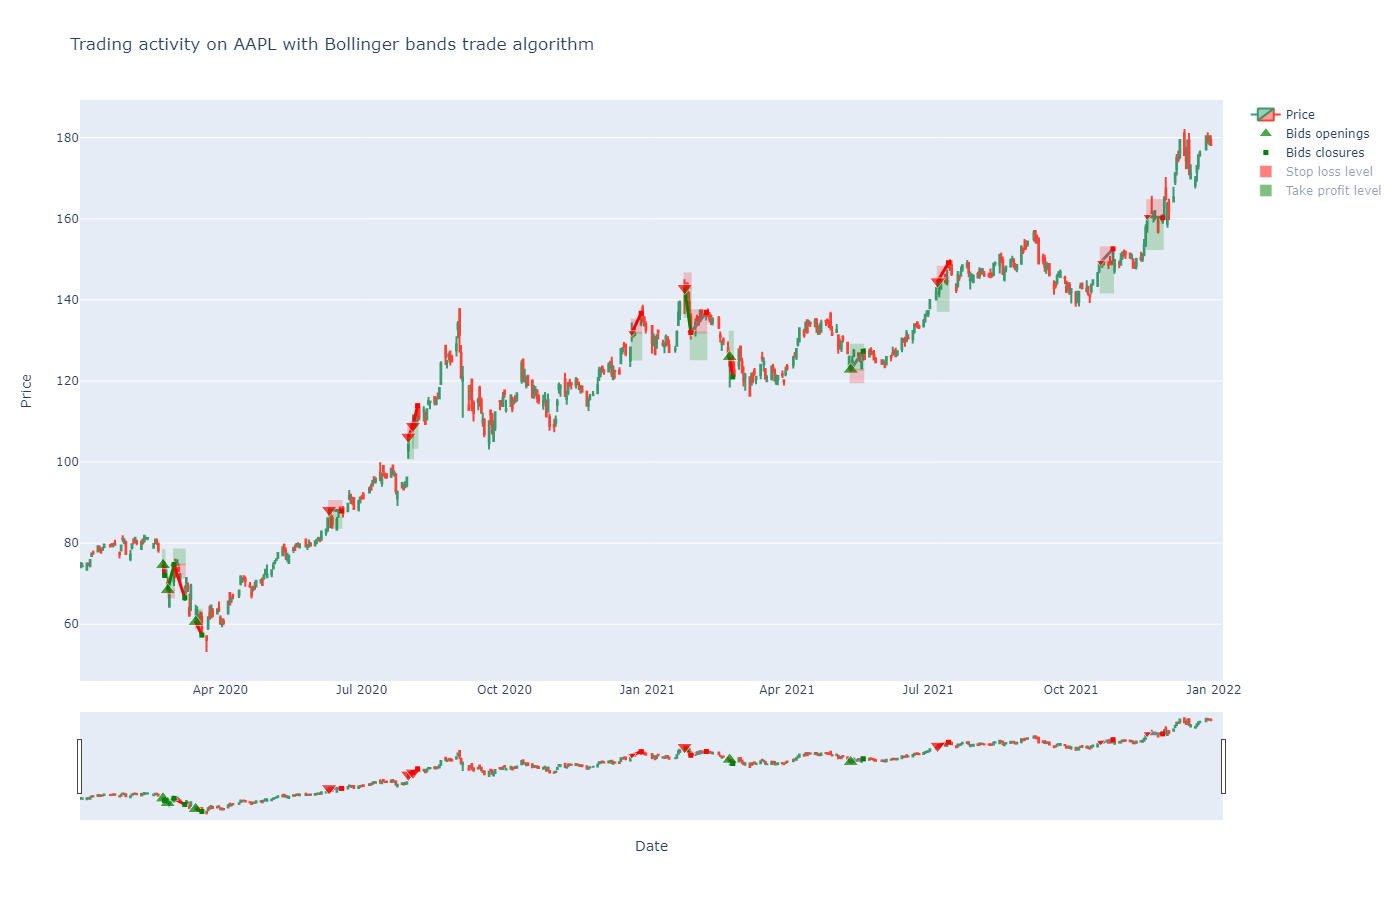 Trading activity on AAPL with Bollinger bands trade algorithm
Price
Bids openings
Bids closures
Stop loss level
Take profit level
180
160
140
120
100
80
60
Price
Apr 2020
Jul 2020
Oct 2020
Jan 2021
Apr 2021
Jul 2021
Oct 2021
Jan 2022
Date